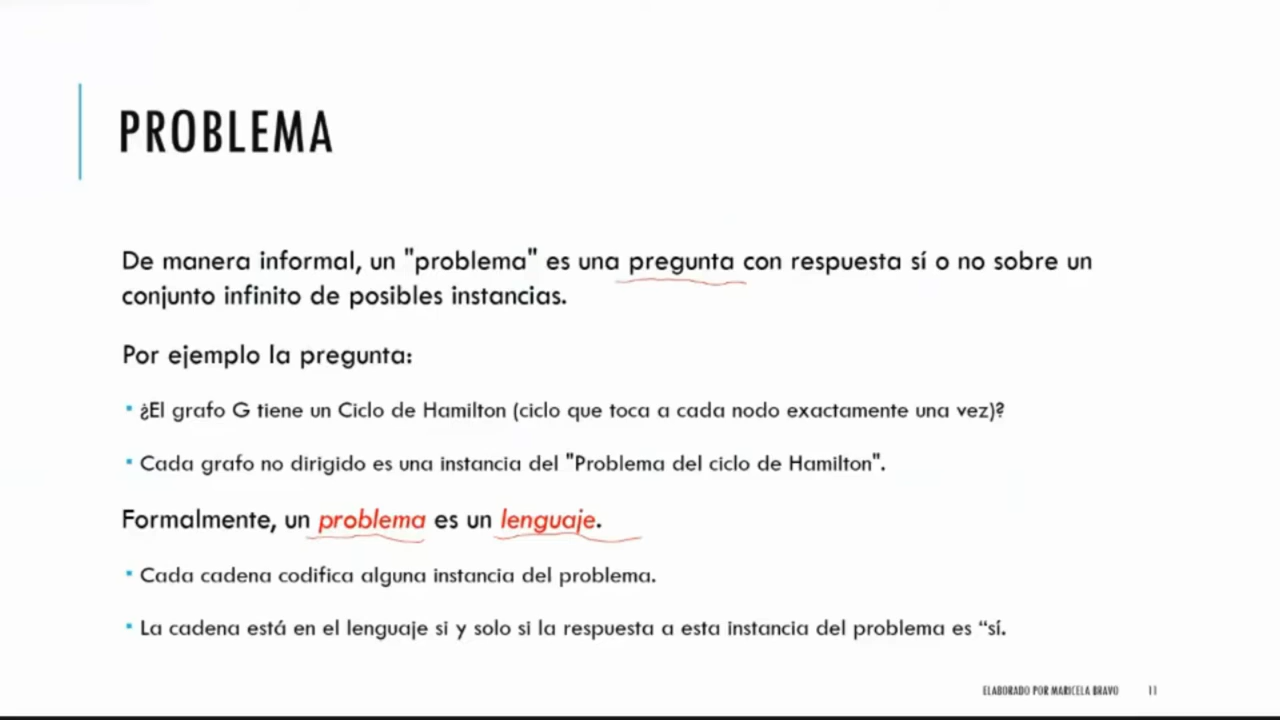 PROBLEMA
De manera informal, un "problema" es una pregunta con respuesta sí o no sobre un
conjunto infinito de posibles instancias.
Por ejemplo la pregunta:
▪ ¿El grafo G tiene un Ciclo de Hamilton (ciclo que toca a cada nodo exactamente una vez)?
▪ Cada grafo no dirigido es una instancia del "Problema del ciclo de Hamilton".
Formalmente, un problema es un lenguaje.
▪ Cada cadena codifica alguna instancia del problema.
▪ La cadena está en el lenguaje si y solo si la respuesta a esta instancia del problema es “sí.
ELABORADO POR MARICELA BRAVO 11